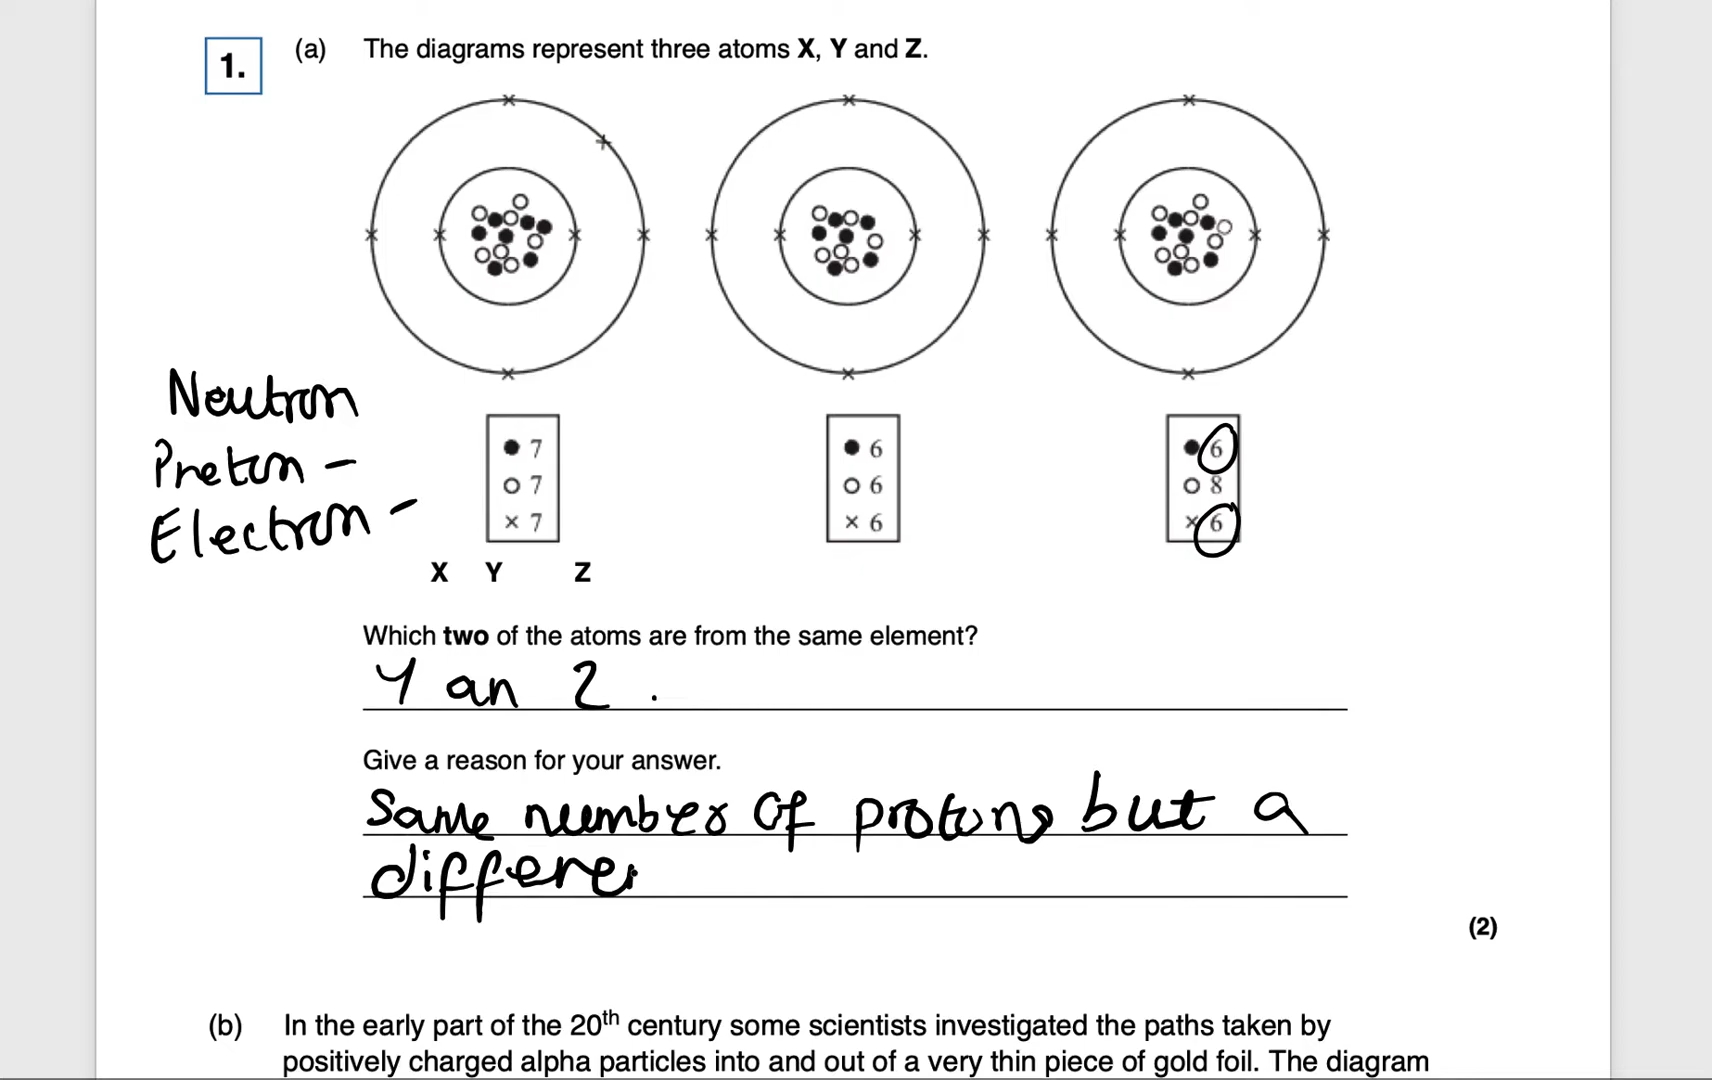 1. (a) The diagrams represent three atoms X, Y and Z.
Neutron
Proton -
Electron -
● 7
○ 7
× 7
● 6
○ 6
× 6
● 6
○ 8
× 6
X Y Z
Which two of the atoms are from the same element?
Y an Z .
Give a reason for your answer.
Same number of protons but a
differe
(2)
(b) In the early part of the 20th century some scientists investigated the paths taken by
positively charged alpha particles into and out of a very thin piece of gold foil. The diagram